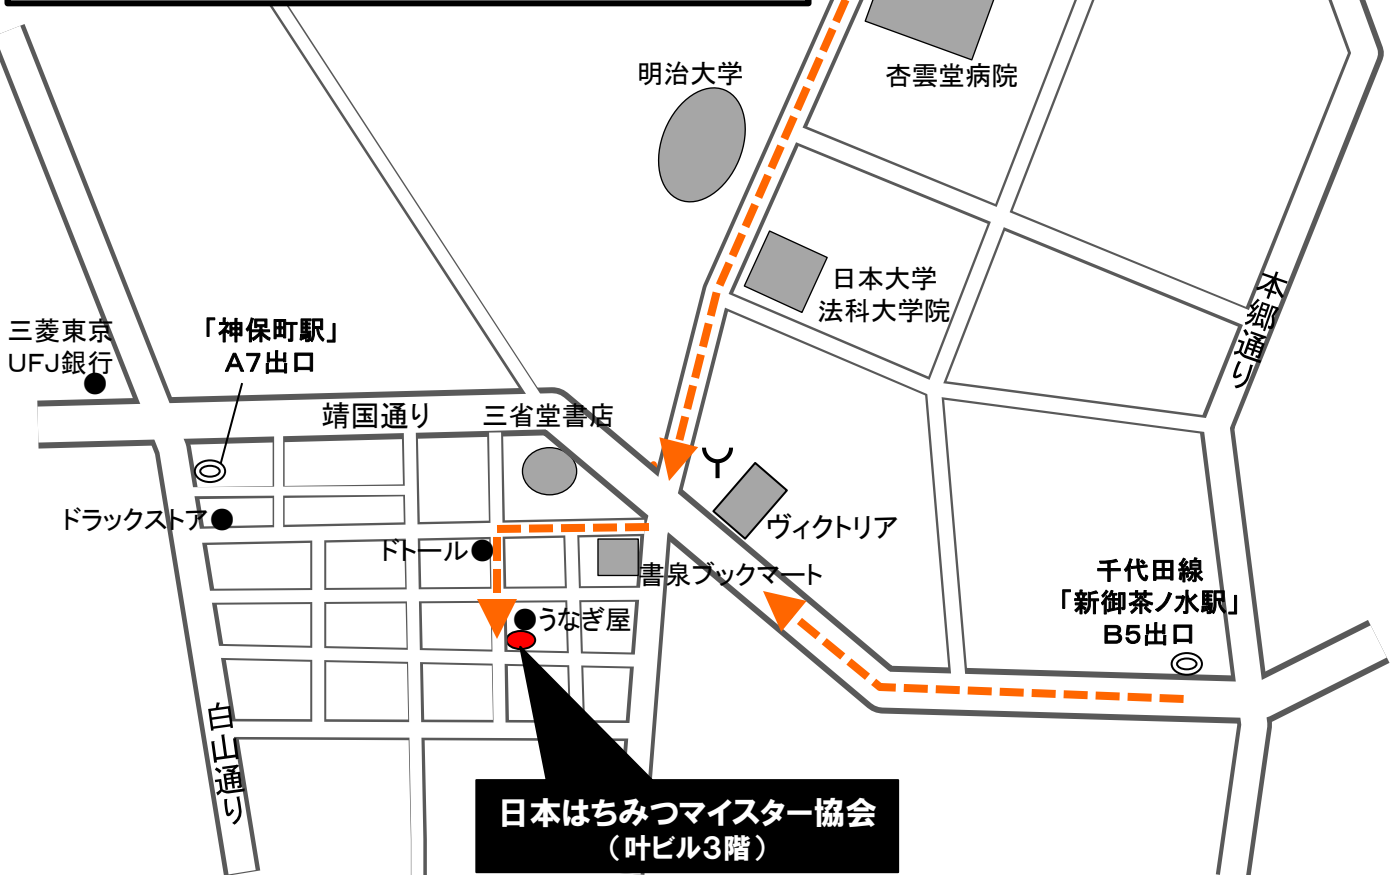 明治大学
杏雲堂病院
日本大学
法科大学院
本郷通り
三菱東京
UFJ銀行
「神保町駅」
A7出口
靖国通り
三省堂書店
ドラックストア
ドトール
ヴィクトリア
書泉ブックマート
千代田線
「新御茶ノ水駅」
B5出口
うなぎ屋
白山通り
日本はちみつマイスター協会
（叶ビル3階）